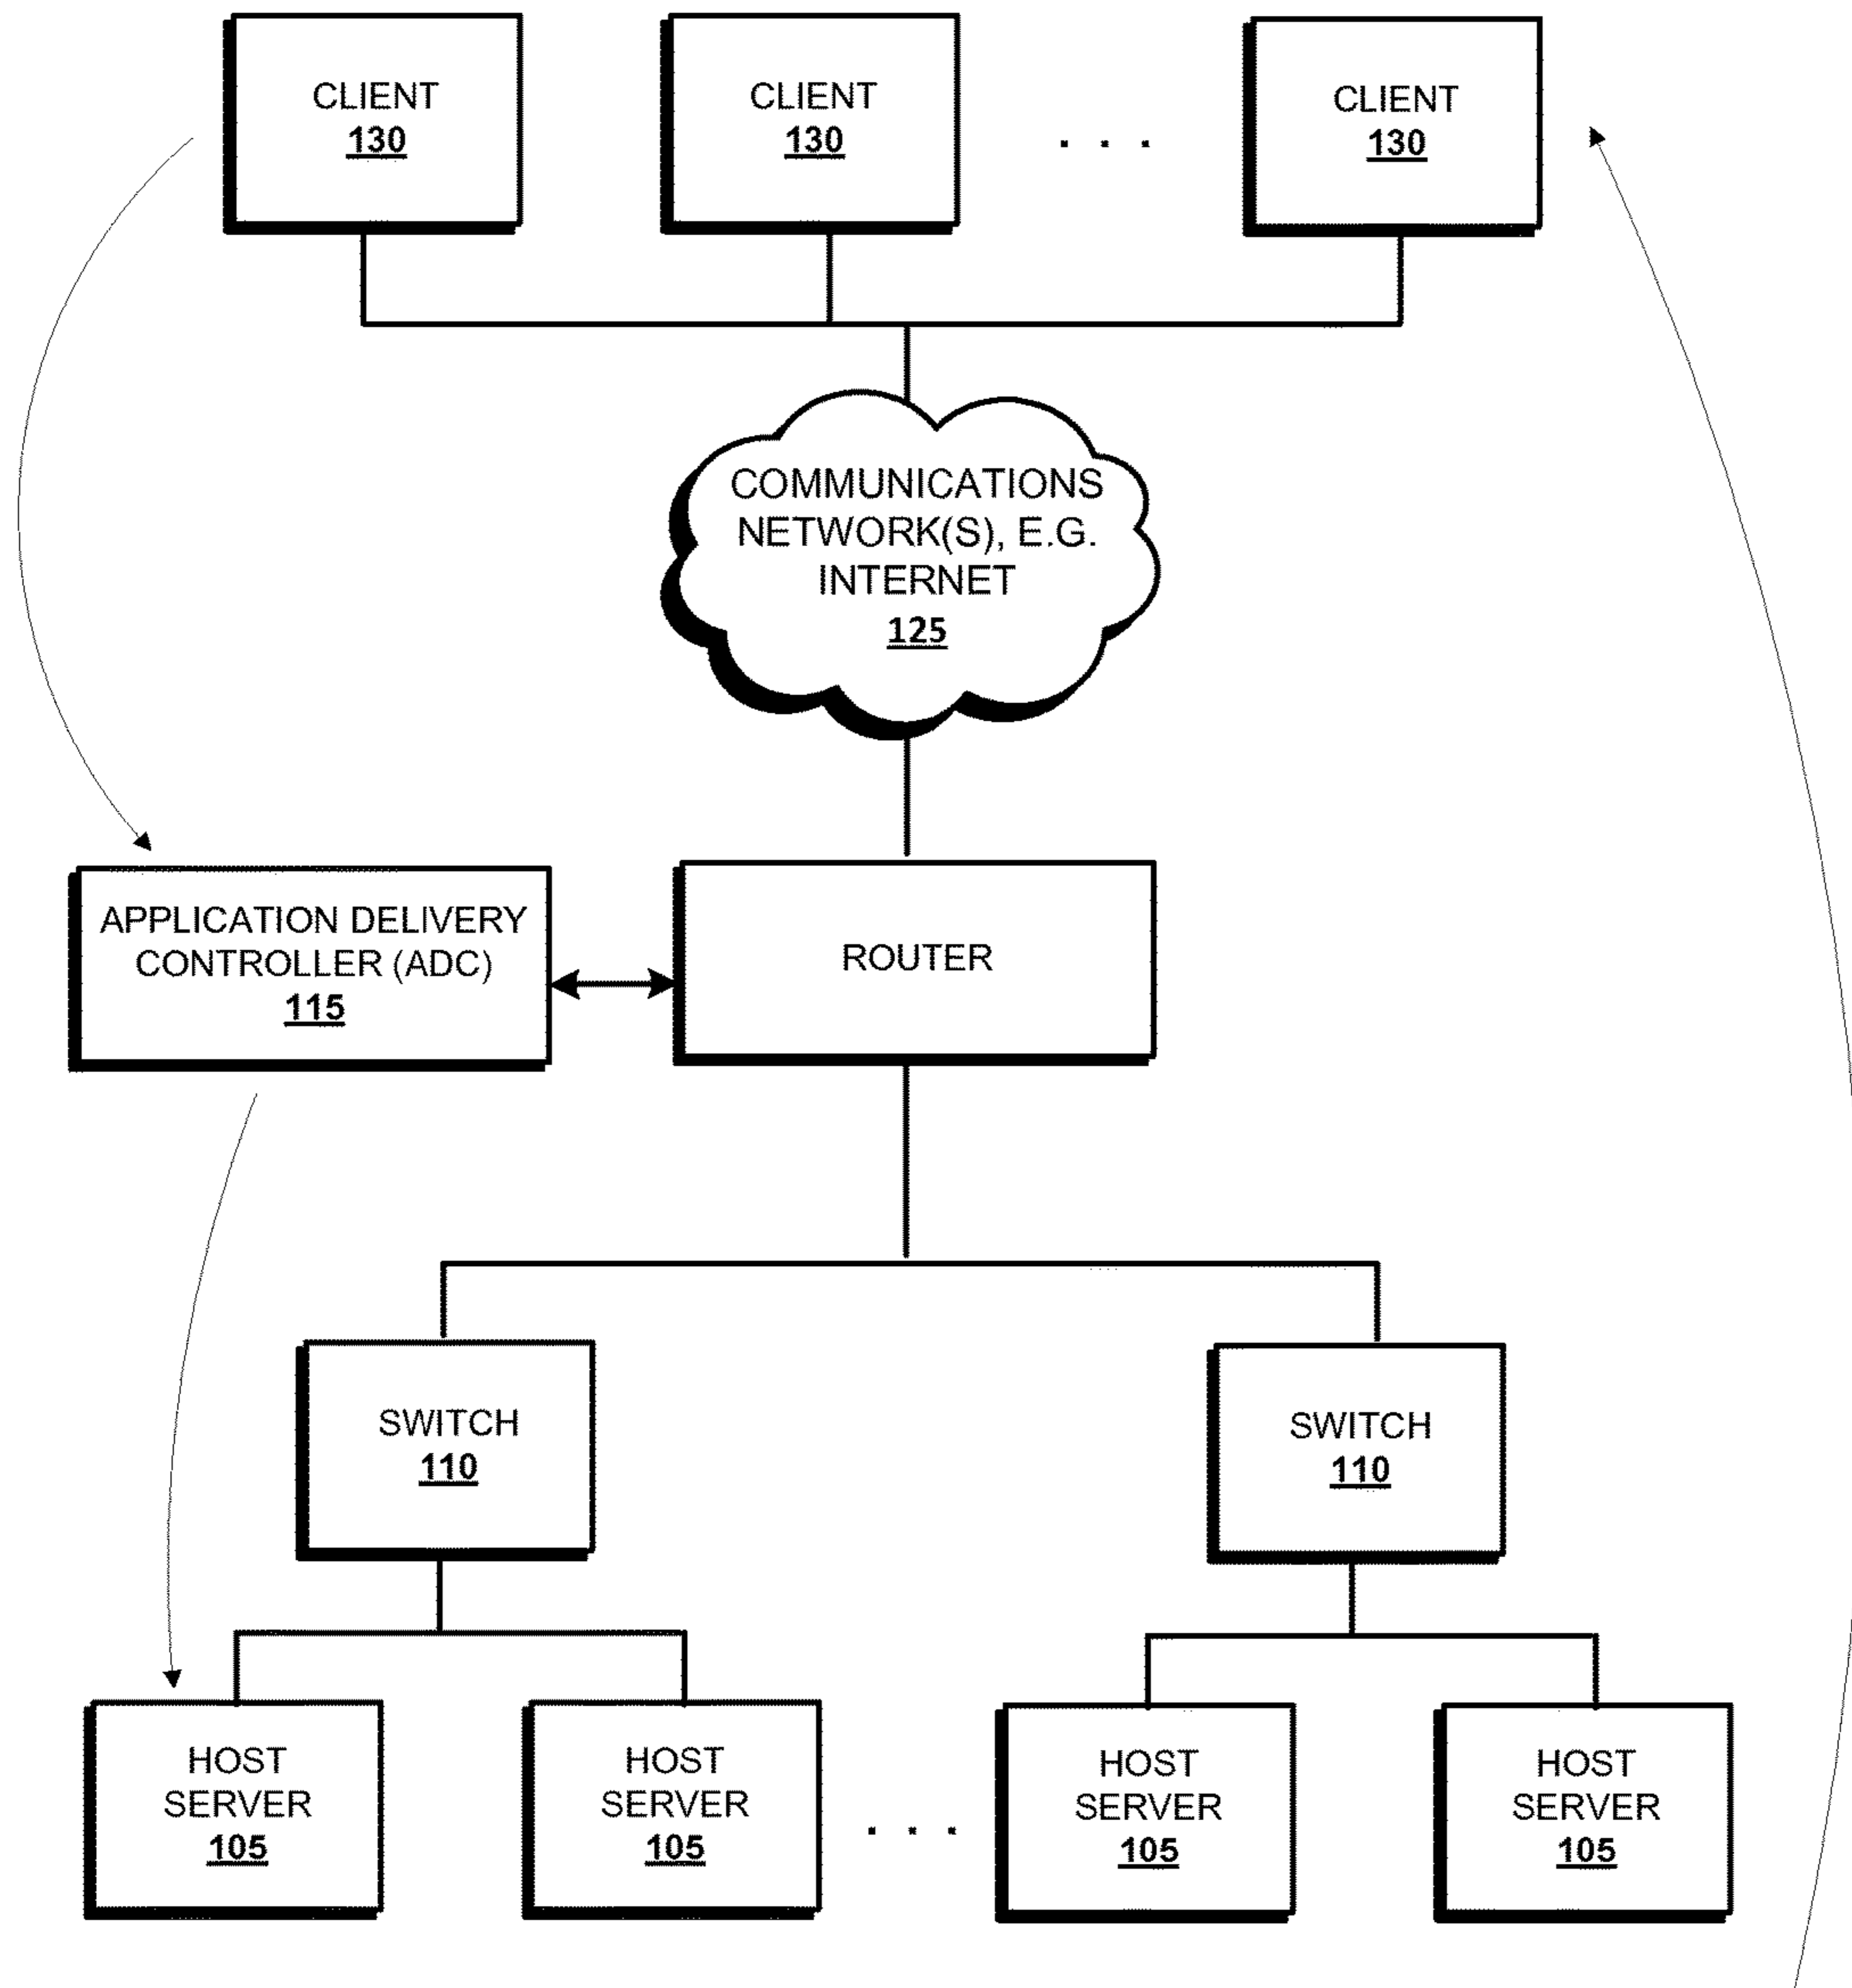 CLIENT
130
CLIENT
130
. . .
CLIENT
130
COMMUNICATIONS
NETWORK(S), E.G.
INTERNET
125
APPLICATION DELIVERY
CONTROLLER (ADC)
115
ROUTER
SWITCH
110
SWITCH
110
HOST
SERVER
105
HOST
SERVER
105
. . .
HOST
SERVER
105
HOST
SERVER
105